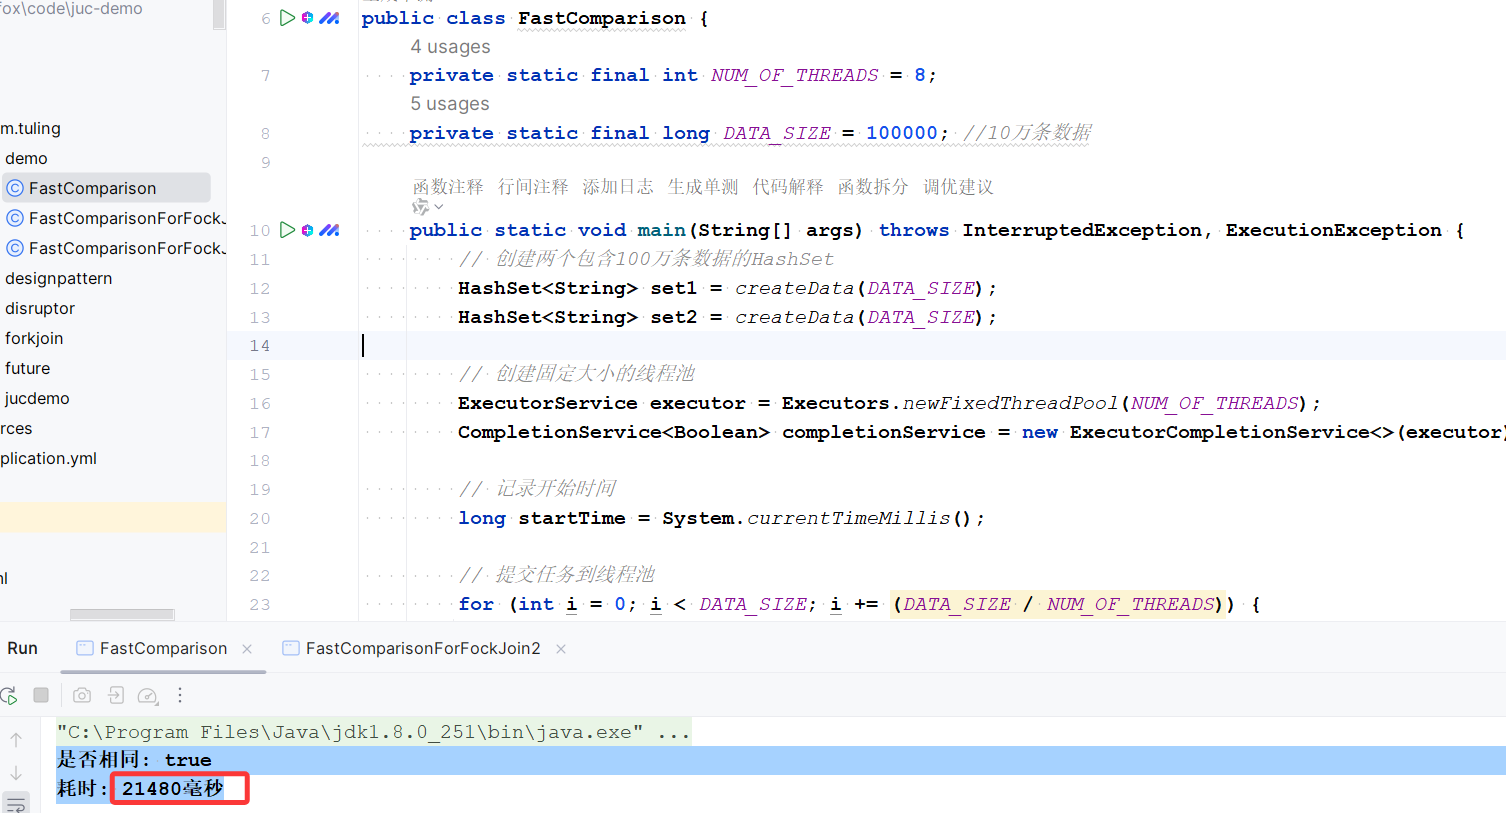 fox\code\juc-demo
m.tuling
demo
FastComparison
FastComparisonForFockJ
FastComparisonForFockJ
designpattern
disruptor
forkjoin
future
jucdemo
rces
plication.yml
6 public class FastComparison {
4 usages
7 private static final int NUM_OF_THREADS = 8;
5 usages
8 private static final long DATA_SIZE = 100000; //10万条数据
9
函数注释 行间注释 添加日志 生成单测 代码解释 函数拆分 调优建议
10 public static void main(String[] args) throws InterruptedException, ExecutionException {
11 // 创建两个包含100万条数据的HashSet
12 HashSet<String> set1 = createData(DATA_SIZE);
13 HashSet<String> set2 = createData(DATA_SIZE);
14
15 // 创建固定大小的线程池
16 ExecutorService executor = Executors.newFixedThreadPool(NUM_OF_THREADS);
17 CompletionService<Boolean> completionService = new ExecutorCompletionService<>(executor)
18
19 // 记录开始时间
20 long startTime = System.currentTimeMillis();
21
22 // 提交任务到线程池
23 for (int i = 0; i < DATA_SIZE; i += (DATA_SIZE / NUM_OF_THREADS)) {
Run FastComparison FastComparisonForFockJoin2
"C:\Program Files\Java\jdk1.8.0_251\bin\java.exe" ...
是否相同: true
耗时: 21480毫秒